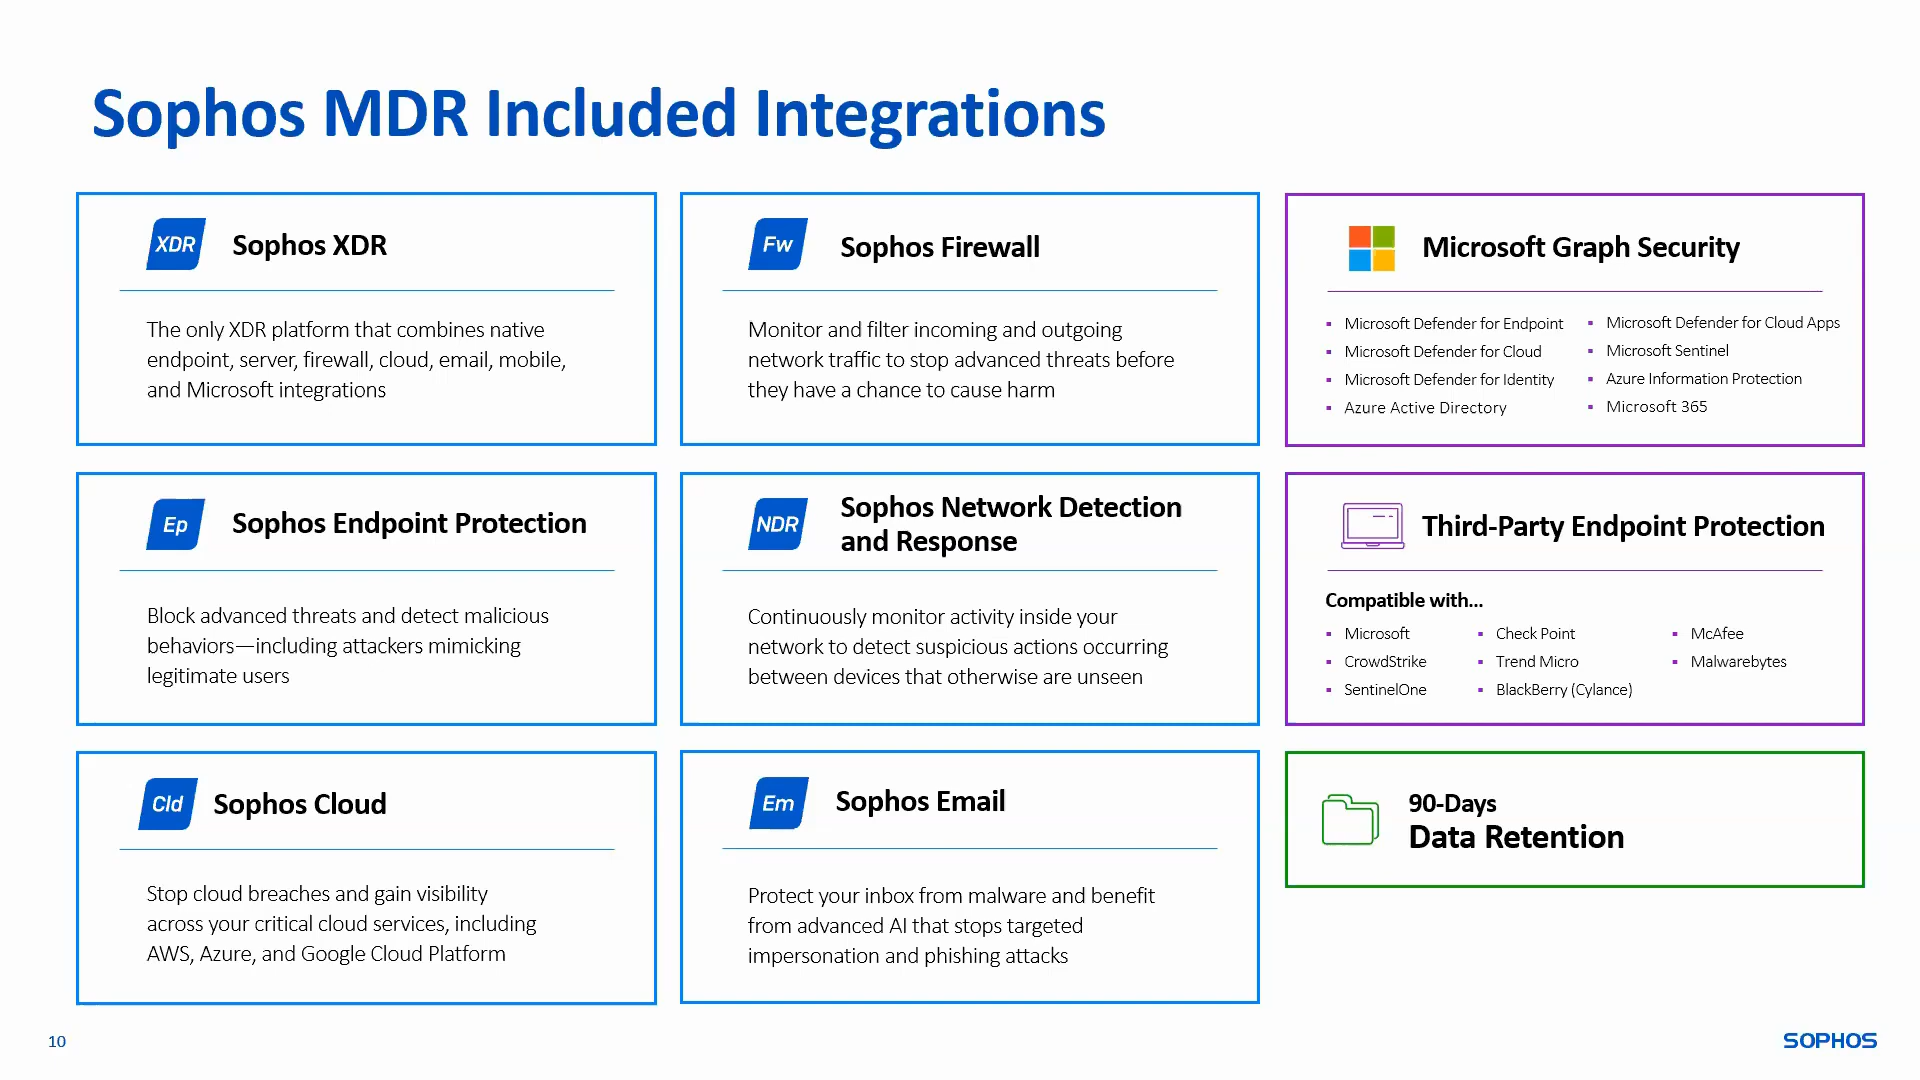 Sophos MDR Included Integrations
XDR
Sophos XDR
The only XDR platform that combines native
endpoint, server, firewall, cloud, email, mobile,
and Microsoft integrations
Fw
Sophos Firewall
Monitor and filter incoming and outgoing
network traffic to stop advanced threats before
they have a chance to cause harm
Microsoft Graph Security
▪ Microsoft Defender for Endpoint
▪ Microsoft Defender for Cloud
▪ Microsoft Defender for Identity
▪ Azure Active Directory
▪ Microsoft Defender for Cloud Apps
▪ Microsoft Sentinel
▪ Azure Information Protection
▪ Microsoft 365
Ep
Sophos Endpoint Protection
Block advanced threats and detect malicious
behaviors—including attackers mimicking
legitimate users
NDR
Sophos Network Detection
and Response
Continuously monitor activity inside your
network to detect suspicious actions occurring
between devices that otherwise are unseen
Third-Party Endpoint Protection
Compatible with...
▪ Microsoft
▪ CrowdStrike
▪ SentinelOne
▪ Check Point
▪ Trend Micro
▪ BlackBerry (Cylance)
▪ McAfee
▪ Malwarebytes
Cld
Sophos Cloud
Stop cloud breaches and gain visibility
across your critical cloud services, including
AWS, Azure, and Google Cloud Platform
Em
Sophos Email
Protect your inbox from malware and benefit
from advanced AI that stops targeted
impersonation and phishing attacks
90-Days
Data Retention
10
SOPHOS